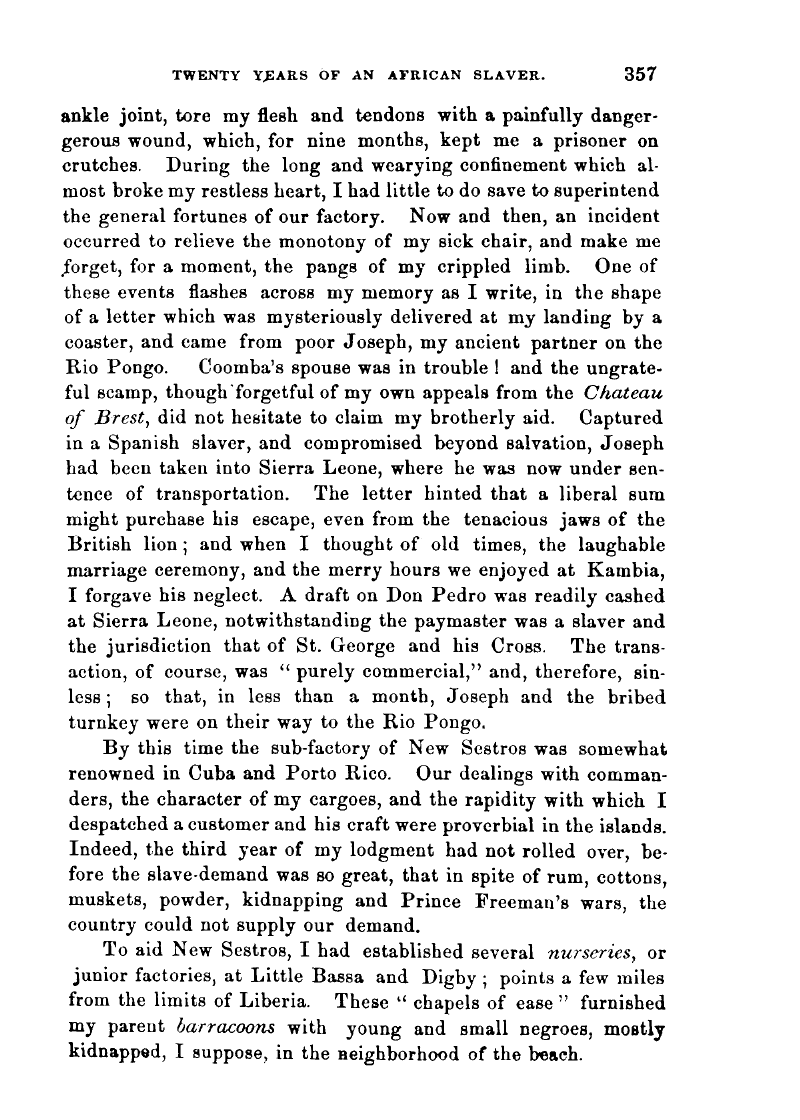 TWENTY YEARS OF AN AFRICAN SLAVER. 357
ankle joint, tore my flesh and tendons with a painfully danger-
gerous wound, which, for nine months, kept me a prisoner on
crutches. During the long and wearying confinement which al-
most broke my restless heart, I had little to do save to superintend
the general fortunes of our factory. Now and then, an incident
occurred to relieve the monotony of my sick chair, and make me
forget, for a moment, the pangs of my crippled limb. One of
these events flashes across my memory as I write, in the shape
of a letter which was mysteriously delivered at my landing by a
coaster, and came from poor Joseph, my ancient partner on the
Rio Pongo. Coomba's spouse was in trouble! and the ungrate-
ful scamp, though forgetful of my own appeals from the Chateau
of Brest, did not hesitate to claim my brotherly aid. Captured
in a Spanish slaver, and compromised beyond salvation, Joseph
had been taken into Sierra Leone, where he was now under sen-
tence of transportation. The letter hinted that a liberal sum
might purchase his escape, even from the tenacious jaws of the
British lion; and when I thought of old times, the laughable
marriage ceremony, and the merry hours we enjoyed at Kambia,
I forgave his neglect. A draft on Don Pedro was readily cashed
at Sierra Leone, notwithstanding the paymaster was a slaver and
the jurisdiction that of St. George and his Cross. The trans-
action, of course, was "purely commercial," and, therefore, sin-
less; so that, in less than a month, Joseph and the bribed
turnkey were on their way to the Rio Pongo.
By this time the sub-factory of New Sestros was somewhat
renowned in Cuba and Porto Rico. Our dealings with comman-
ders, the character of my cargoes, and the rapidity with which I
despatched a customer and his craft were proverbial in the islands.
Indeed, the third year of my lodgment had not rolled over, be-
fore the slave-demand was so great, that in spite of rum, cottons,
muskets, powder, kidnapping and Prince Freeman's wars, the
country could not supply our demand.
To aid New Sestros, I had established several nurseries, or
junior factories, at Little Bassa and Digby; points a few miles
from the limits of Liberia. These "chapels of ease" furnished
my parent barracoons with young and small negroes, mostly
kidnapped, I suppose, in the neighborhood of the beach.